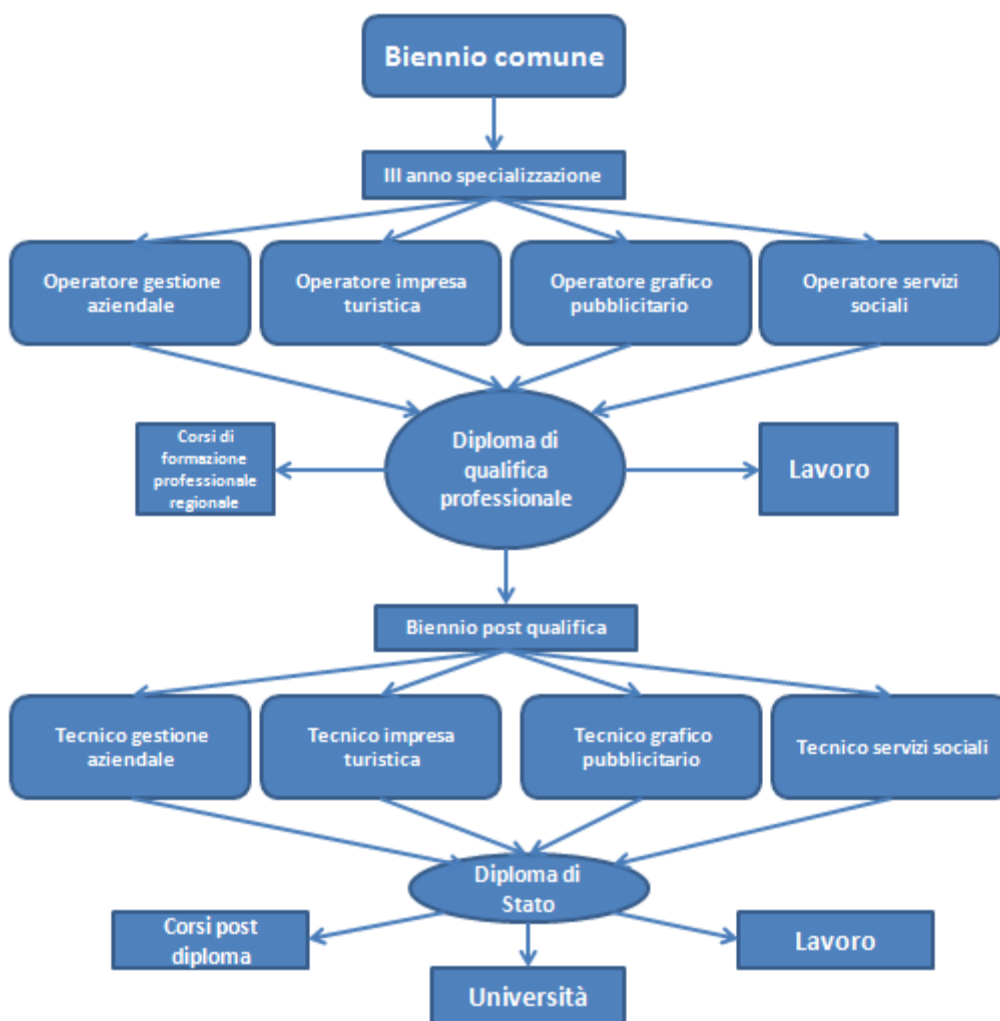 Biennio comune
III anno specializzazione
Operatore gestione
aziendale
Operatore impresa
turistica
Operatore grafico
pubblicitario
Operatore servizi
sociali
Corsi di
formazione
professionale
regionale
Diploma di
qualifica
professionale
Lavoro
Biennio post qualifica
Tecnico gestione
aziendale
Tecnico impresa
turistica
Tecnico grafico
pubblicitario
Tecnico servizi sociali
Diploma di
Stato
Corsi post
diploma
Università
Lavoro